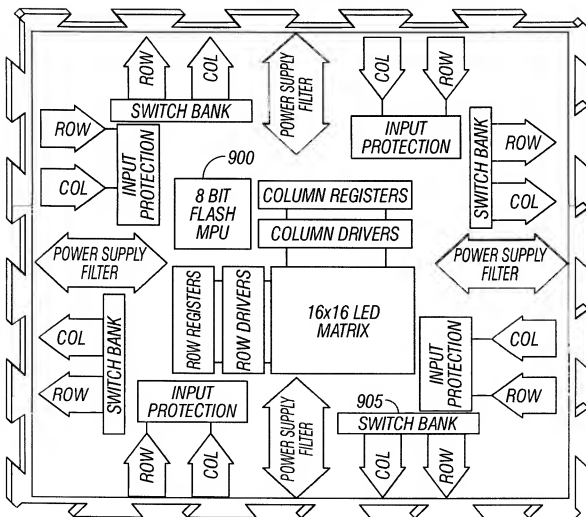 ROW
COL
SWITCH BANK
POWER SUPPLY
FILTER
COL
ROW
INPUT
PROTECTION
ROW
COL
INPUT
PROTECTION
SWITCH BANK
ROW
COL
900
8 BIT
FLASH
MPU
COLUMN REGISTERS
COLUMN DRIVERS
POWER SUPPLY
FILTER
POWER SUPPLY
FILTER
ROW REGISTERS
ROW DRIVERS
16x16 LED
MATRIX
COL
ROW
SWITCH BANK
INPUT
PROTECTION
COL
ROW
INPUT
PROTECTION
ROW
COL
POWER SUPPLY
FILTER
905
SWITCH BANK
COL
ROW